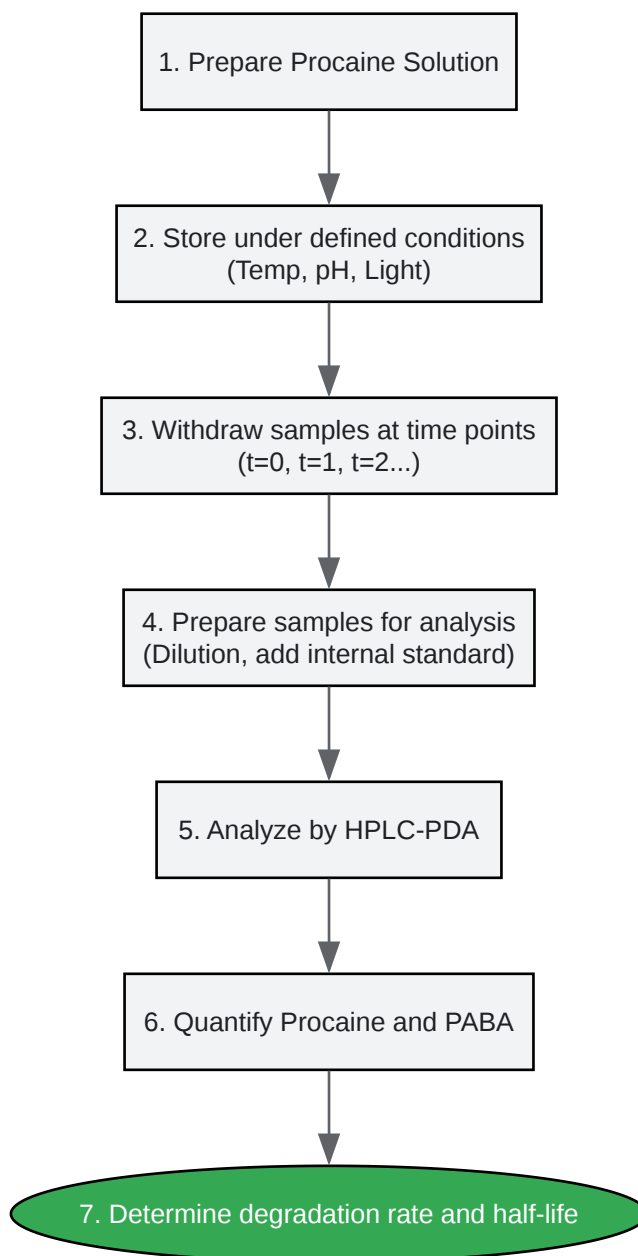 1. Prepare Procaine Solution
2. Store under defined conditions
(Temp, pH, Light)
3. Withdraw samples at time points
(t=0, t=1, t=2...)
4. Prepare samples for analysis
(Dilution, add internal standard)
5. Analyze by HPLC-PDA
6. Quantify Procaine and PABA
7. Determine degradation rate and half-life